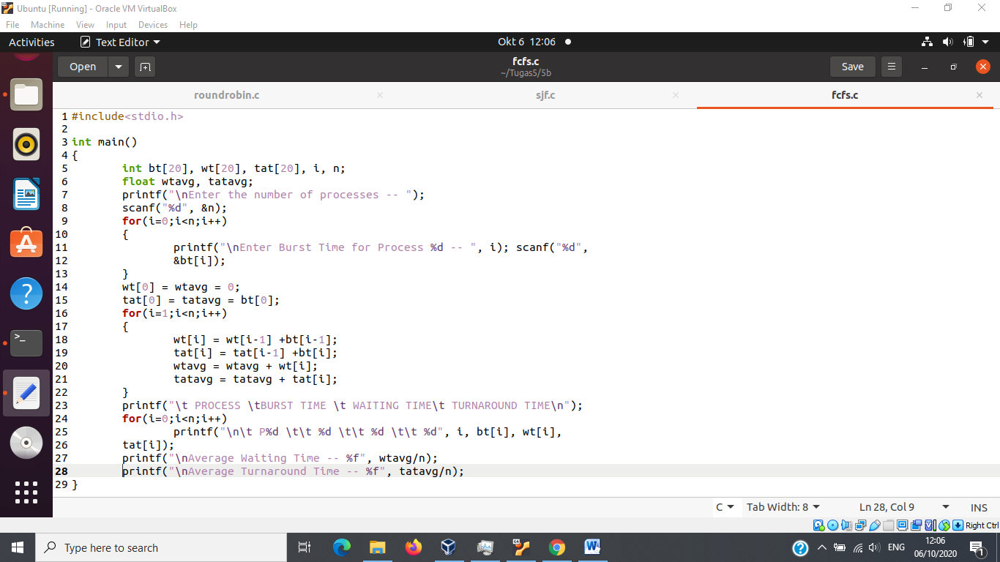 Ubuntu [Running] - Oracle VM VirtualBox
File Machine View Input Devices Help
Activities Text Editor Okt 6 12:06
Open fcfs.c Save
~/Tugas5/5b
roundrobin.c sjf.c fcfs.c
1 #include<stdio.h>
2
3 int main()
4 {
5 int bt[20], wt[20], tat[20], i, n;
6 float wtavg, tatavg;
7 printf("\nEnter the number of processes -- ");
8 scanf("%d", &n);
9 for(i=0;i<n;i++)
10 {
11 printf("\nEnter Burst Time for Process %d -- ", i); scanf("%d",
12 &bt[i]);
13 }
14 wt[0] = wtavg = 0;
15 tat[0] = tatavg = bt[0];
16 for(i=1;i<n;i++)
17 {
18 wt[i] = wt[i-1] +bt[i-1];
19 tat[i] = tat[i-1] +bt[i];
20 wtavg = wtavg + wt[i];
21 tatavg = tatavg + tat[i];
22 }
23 printf("\t PROCESS \tBURST TIME \t WAITING TIME\t TURNAROUND TIME\n");
24 for(i=0;i<n;i++)
25 printf("\n\t P%d \t\t %d \t\t %d \t\t %d", i, bt[i], wt[i],
26 tat[i]);
27 printf("\nAverage Waiting Time -- %f", wtavg/n);
28 printf("\nAverage Turnaround Time -- %f", tatavg/n);
29 }
C Tab Width: 8 Ln 28, Col 9 INS
Right Ctrl
Type here to search
ENG
12:06
06/10/2020
1